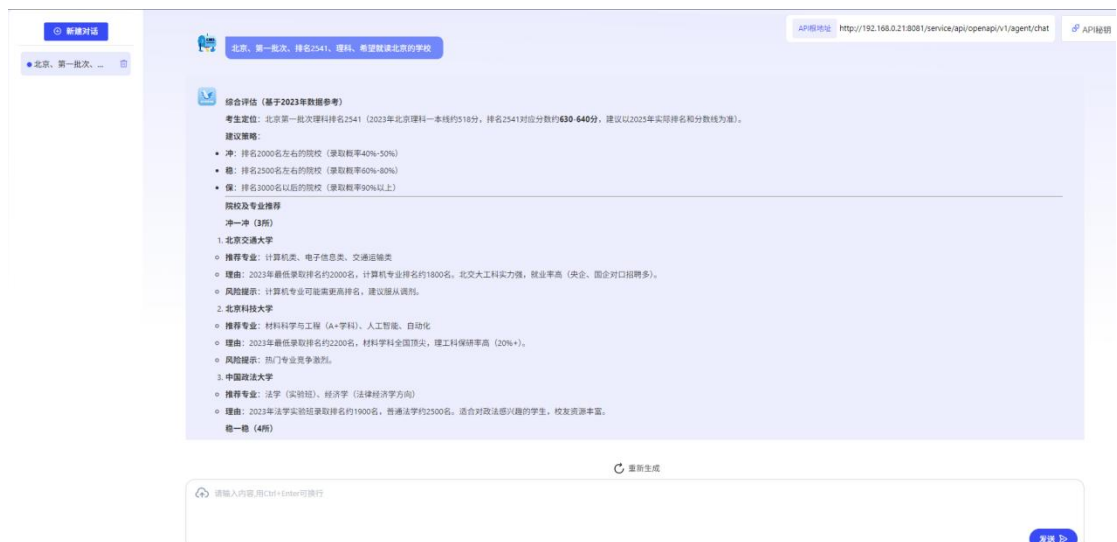 新建对话
北京、第一批次、...
API根地址 http://192.168.0.21:8081/service/api/openapi/v1/agent/chat
API秘钥
北京、第一批次、排名2541、理科、希望就读北京的学校
综合评估（基于2023年数据参考）
考生定位：北京第一批次理科排名2541（2023年北京理科一本线约518分，排名2541对应分数约630-640分，建议以2025年实际排名和分数线为准）。
建议策略：
• 冲：排名2000名左右的院校（录取概率40%-50%）
• 稳：排名2500名左右的院校（录取概率60%-80%）
• 保：排名3000名以后的院校（录取概率90%以上）
院校及专业推荐
冲一冲（3所）
1. 北京交通大学
○ 推荐专业：计算机类、电子信息类、交通运输类
○ 理由：2023年最低录取排名约2000名，计算机专业排名约1800名，北交大工科实力强，就业率高（央企、国企对口招聘多）。
○ 风险提示：计算机专业可能需更高排名，建议服从调剂。
2. 北京科技大学
○ 推荐专业：材料科学与工程（A+学科）、人工智能、自动化
○ 理由：2023年最低录取排名约2200名，材料学科全国顶尖，理工科保研率高（20%+）。
○ 风险提示：热门专业竞争激烈。
3. 中国政法大学
○ 推荐专业：法学（实验班）、经济学（法律经济学方向）
○ 理由：2023年法学实验班录取排名约1900名，普通法学约2500名。适合对政法感兴趣的学生，校友资源丰富。
稳一稳（4所）
重新生成
请输入内容,用Ctrl+Enter可换行
发送